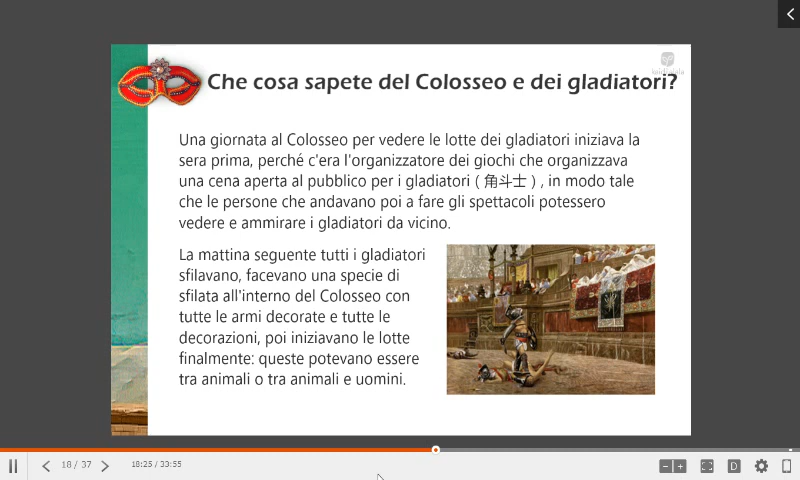 Che cosa sapete del Colosseo e dei gladiatori?
Una giornata al Colosseo per vedere le lotte dei gladiatori iniziava la
sera prima, perché c'era l'organizzatore dei giochi che organizzava
una cena aperta al pubblico per i gladiatori ( 角斗士 ) , in modo tale
che le persone che andavano poi a fare gli spettacoli potessero
vedere e ammirare i gladiatori da vicino.
La mattina seguente tutti i gladiatori
sfilavano, facevano una specie di
sfilata all'interno del Colosseo con
tutte le armi decorate e tutte le
decorazioni, poi iniziavano le lotte
finalmente: queste potevano essere
tra animali o tra animali e uomini.
18 / 37
18:25 / 33:55
D